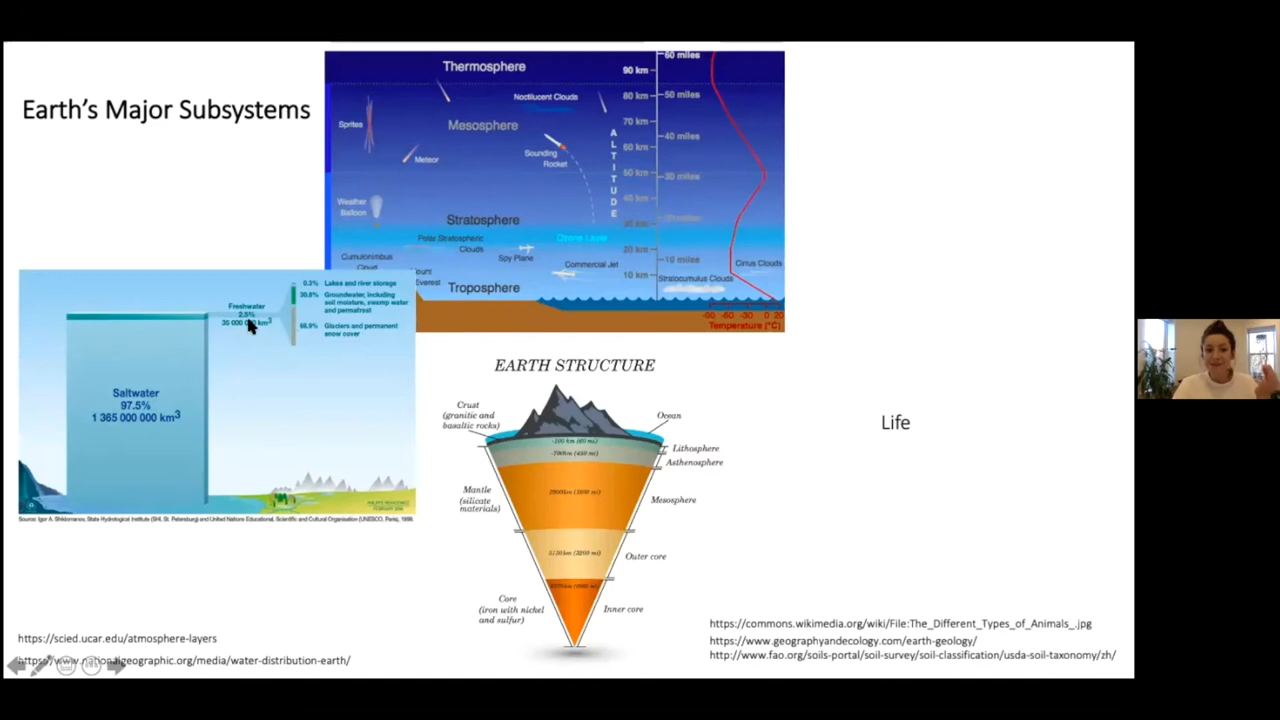 Earth's Major Subsystems
Thermosphere
Noctilucent Clouds
Sprites
Mesosphere
Meteor
Sounding
Rocket
Weather
Balloon
Stratosphere
Polar Stratospheric
Clouds
Ozone Layer
Spy Plane
Cumulonimbus
Commercial Jet
Everest
Troposphere
Stratocumulus Clouds
Cirrus Clouds
ALTITUDE
90 km
80 km
70 km
60 km
50 km
40 km
30 km
20 km
10 km
60 miles
50 miles
40 miles
30 miles
20 miles
10 miles
-90 -60 -30 0 20
Temperature (°C)
Freshwater
2.5%
0.3% Lakes and river storage
30.8% Groundwater, including
soil moisture, swamp water
and permafrost
68.9% Glaciers and permanent
snow cover
Saltwater
97.5%
1 365 000 000 km3
Source: Igor A. Shiklomanov, State Hydrological Institute (SHI, St. Petersburg) and United Nations Educational, Scientific and Cultural Organisation (UNESCO, Paris), 1999.
EARTH STRUCTURE
Crust
(granitic and
basaltic rocks)
Ocean
Lithosphere
Asthenosphere
Mantle
(silicate
materials)
Mesosphere
Outer core
Core
(iron with nickel
and sulfur)
Inner core
Life
https://scied.ucar.edu/atmosphere-layers
https://www.nationalgeographic.org/media/water-distribution-earth/
https://commons.wikimedia.org/wiki/File:The_Different_Types_of_Animals_.jpg
https://www.geographyandecology.com/earth-geology/
http://www.fao.org/soils-portal/soil-survey/soil-classification/usda-soil-taxonomy/zh/